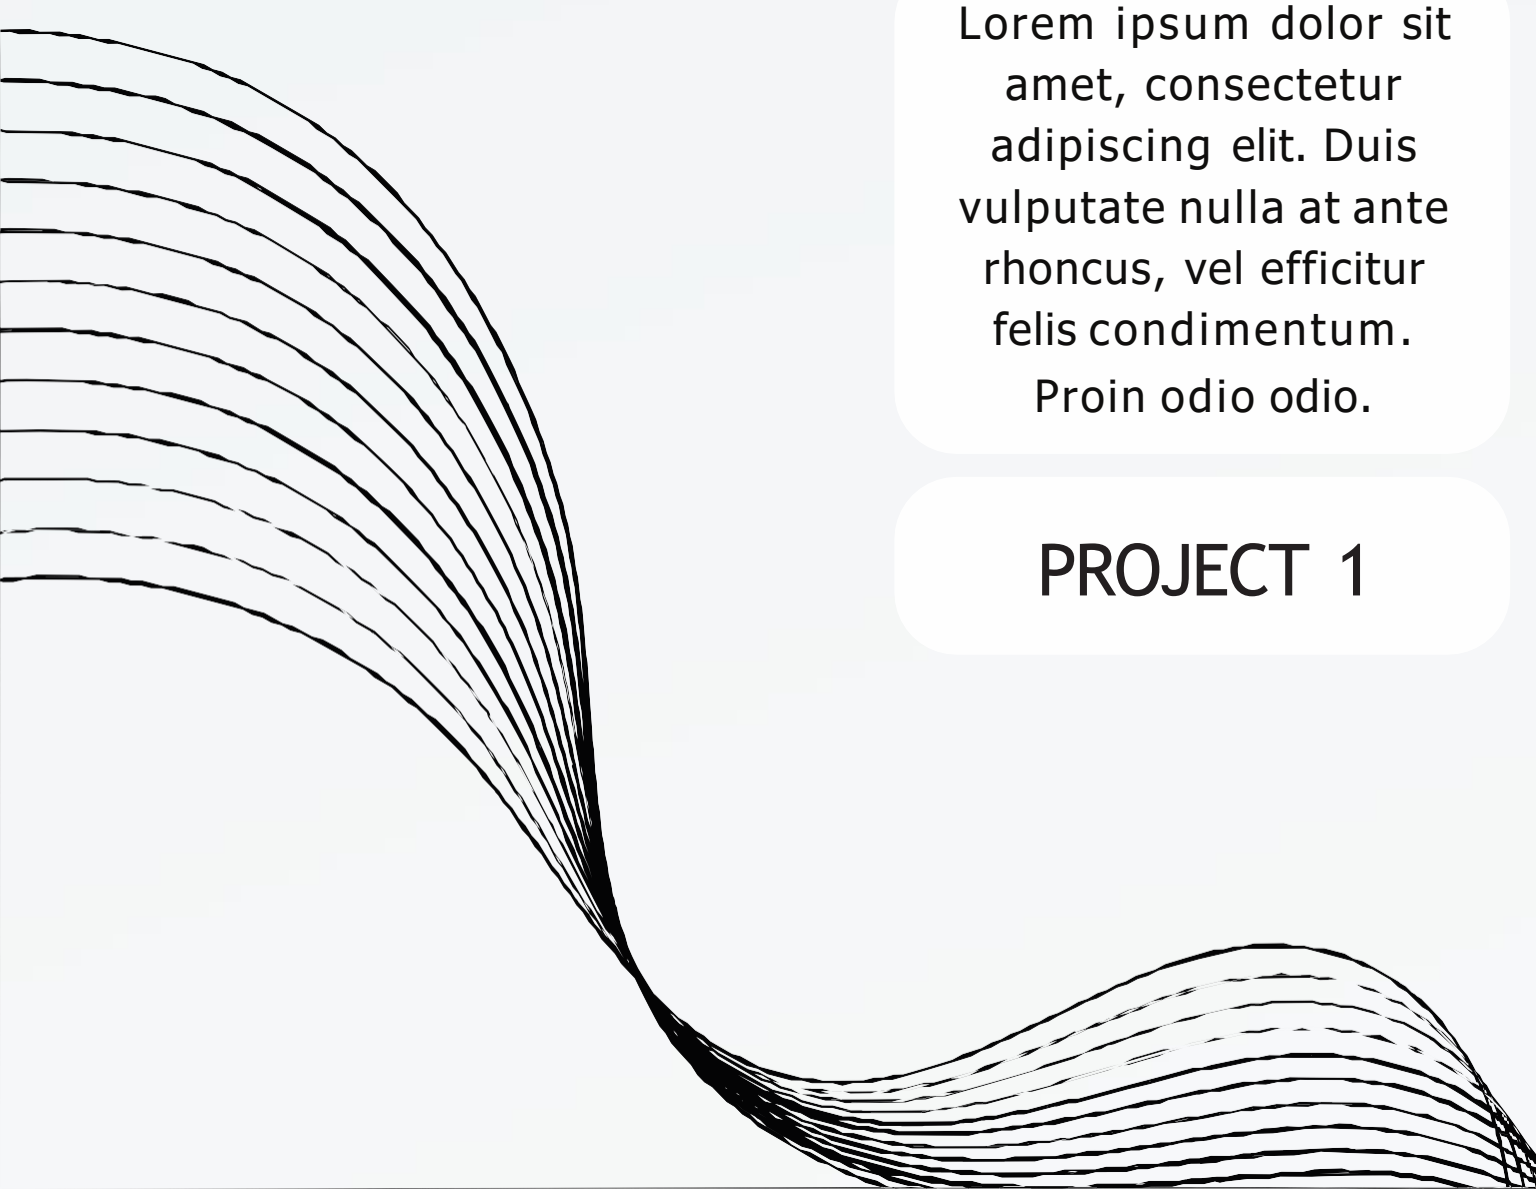 Lorem ipsum dolor sit
amet, consectetur
adipiscing elit. Duis
vulputate nulla at ante
rhoncus, vel efficitur
felis condimentum.
Proin odio odio.
PROJECT 1